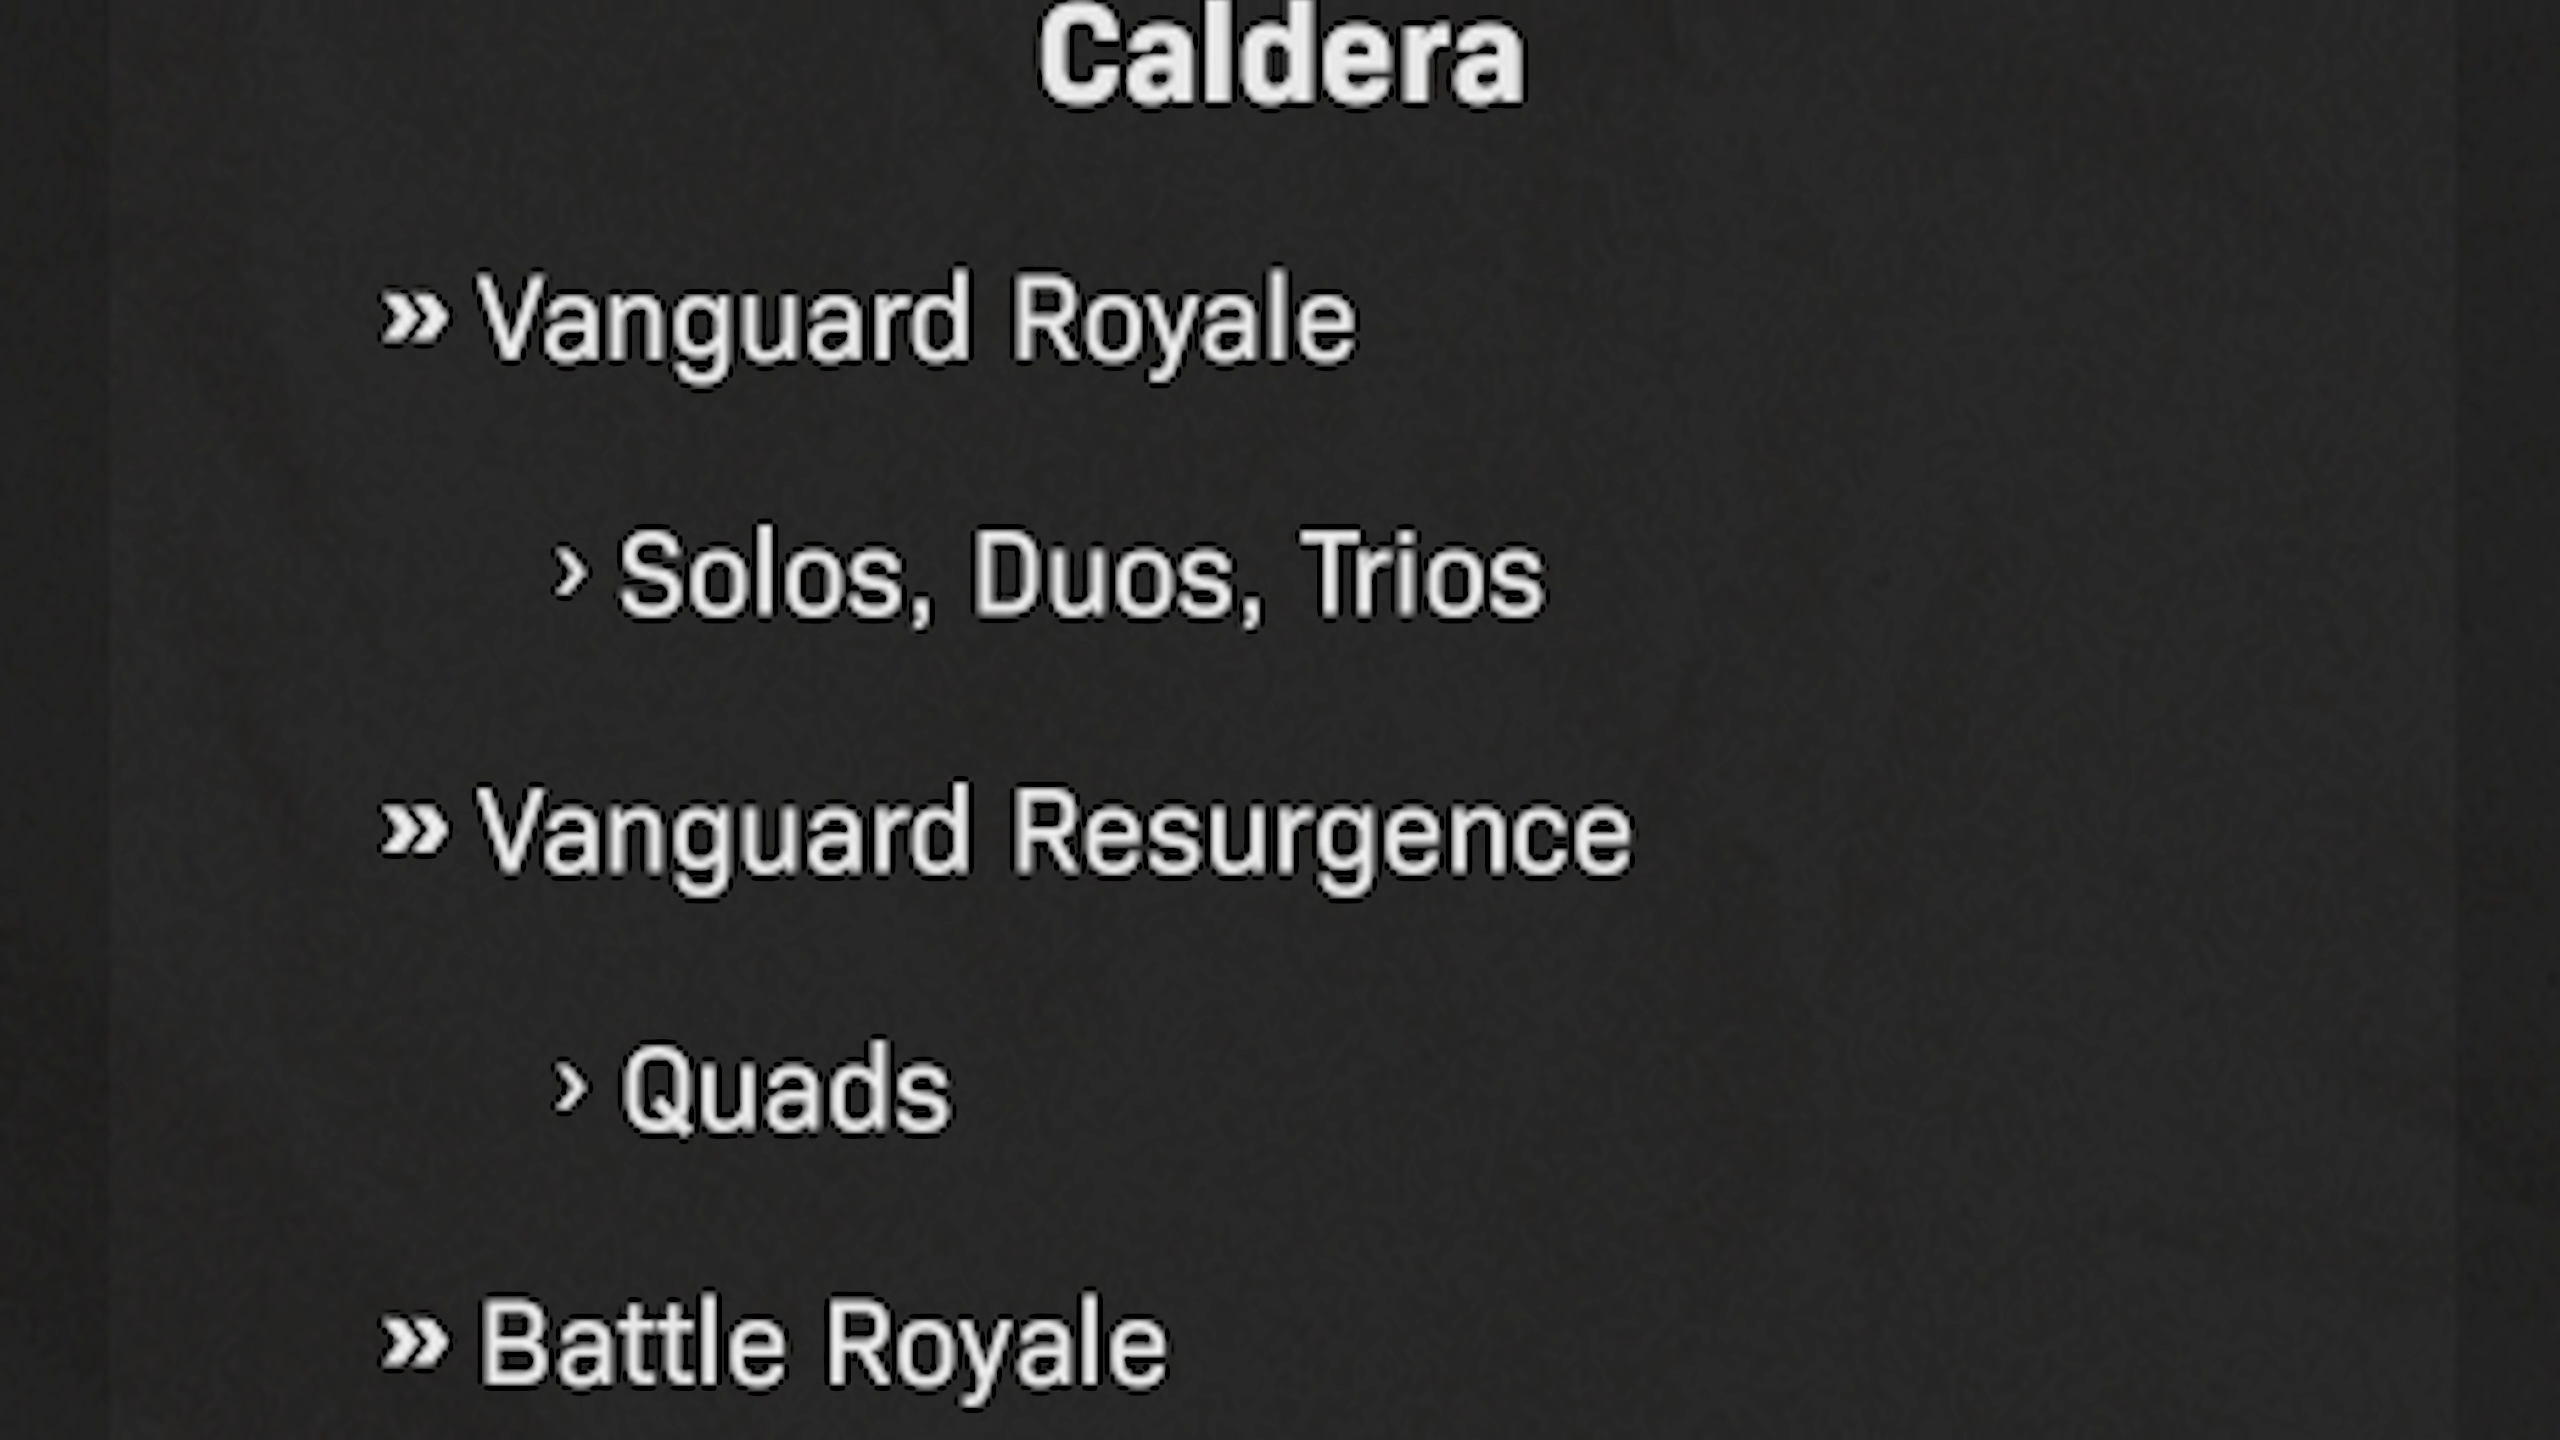 Caldera
» Vanguard Royale
› Solos, Duos, Trios
» Vanguard Resurgence
› Quads
» Battle Royale